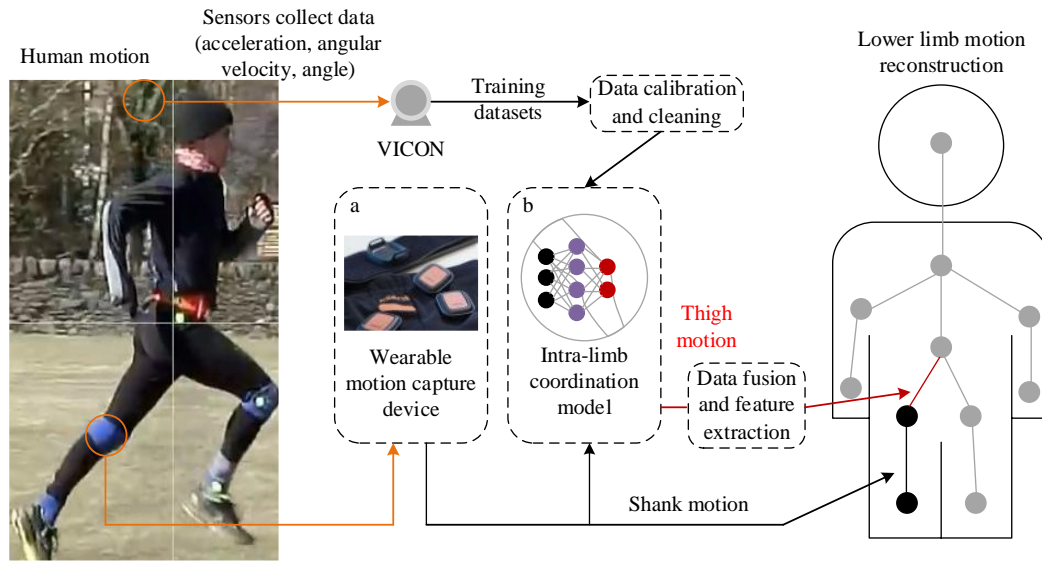 Human motion
Sensors collect data
(acceleration, angular
velocity, angle)
VICON
Training
datasets
Data calibration
and cleaning
Lower limb motion
reconstruction
a
Wearable
motion capture
device
b
Intra-limb
coordination
model
Thigh
motion
Data fusion
and feature
extraction
Shank motion